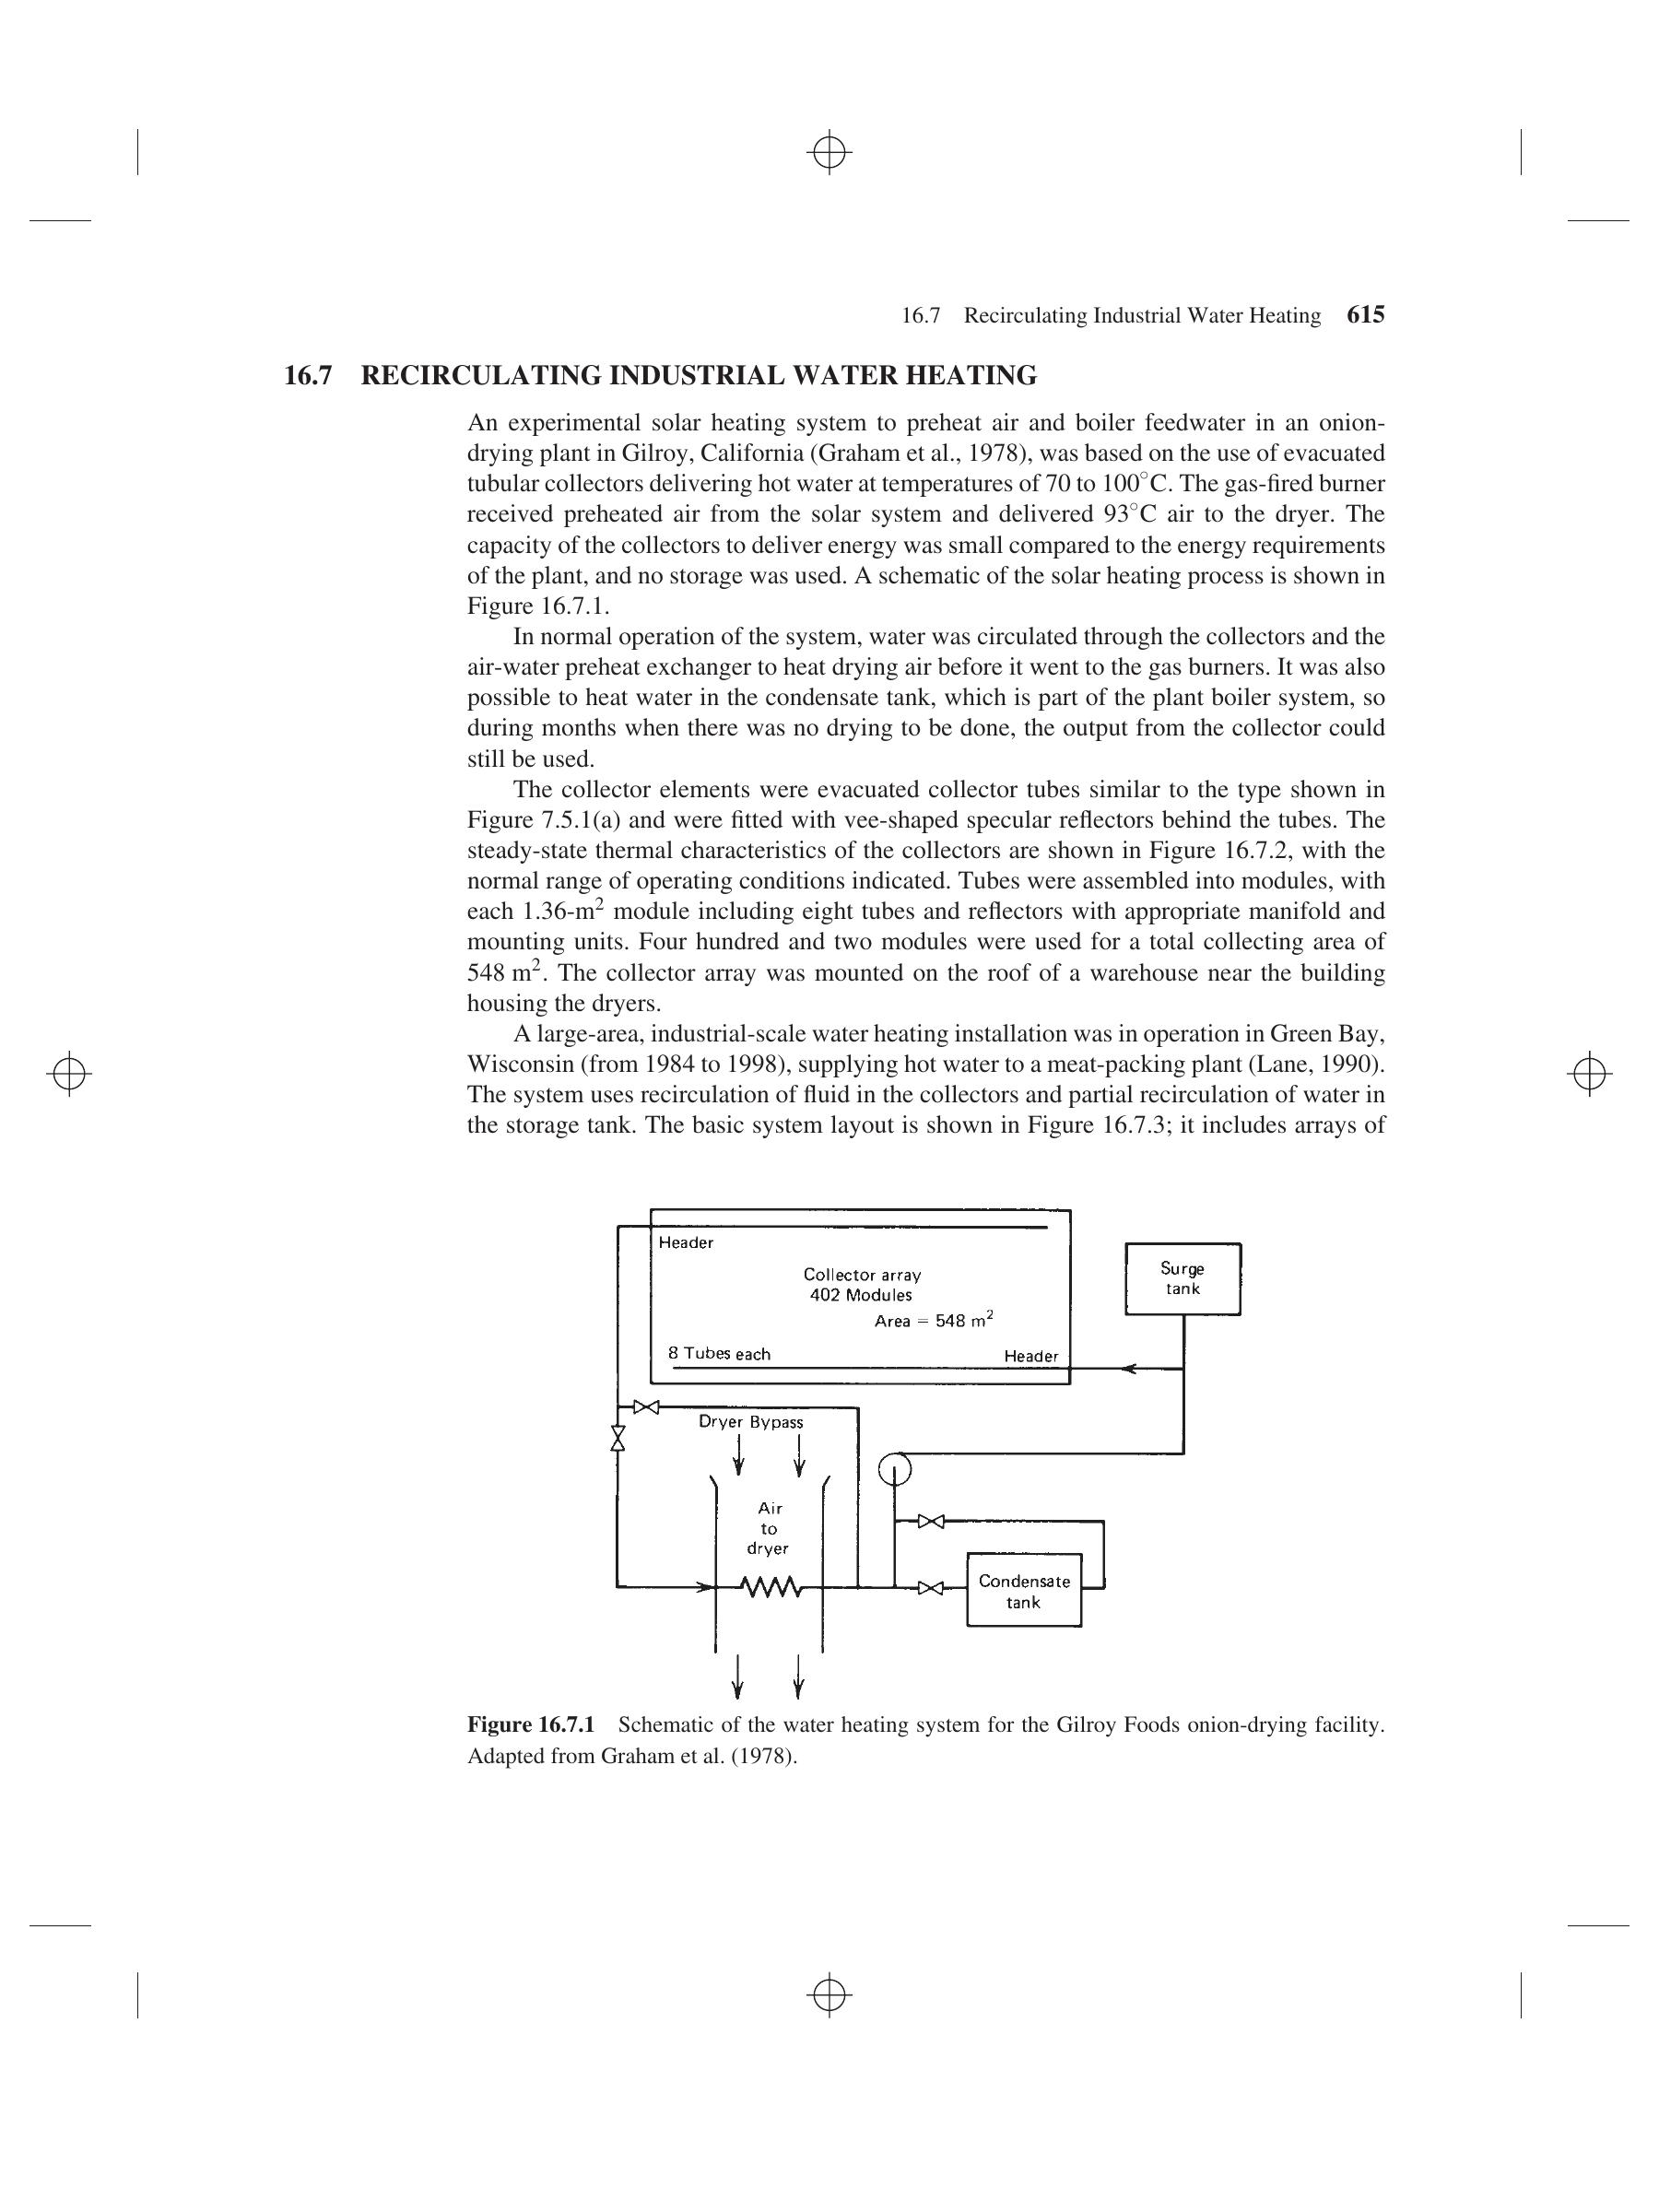 16.7 Recirculating Industrial Water Heating 615
16.7 RECIRCULATING INDUSTRIAL WATER HEATING
An experimental solar heating system to preheat air and boiler feedwater in an onion-
drying plant in Gilroy, California (Graham et al., 1978), was based on the use of evacuated
tubular collectors delivering hot water at temperatures of 70 to 100°C. The gas-fired burner
received preheated air from the solar system and delivered 93°C air to the dryer. The
capacity of the collectors to deliver energy was small compared to the energy requirements
of the plant, and no storage was used. A schematic of the solar heating process is shown in
Figure 16.7.1.
In normal operation of the system, water was circulated through the collectors and the
air-water preheat exchanger to heat drying air before it went to the gas burners. It was also
possible to heat water in the condensate tank, which is part of the plant boiler system, so
during months when there was no drying to be done, the output from the collector could
still be used.
The collector elements were evacuated collector tubes similar to the type shown in
Figure 7.5.1(a) and were fitted with vee-shaped specular reflectors behind the tubes. The
steady-state thermal characteristics of the collectors are shown in Figure 16.7.2, with the
normal range of operating conditions indicated. Tubes were assembled into modules, with
each 1.36-m² module including eight tubes and reflectors with appropriate manifold and
mounting units. Four hundred and two modules were used for a total collecting area of
548 m². The collector array was mounted on the roof of a warehouse near the building
housing the dryers.
A large-area, industrial-scale water heating installation was in operation in Green Bay,
Wisconsin (from 1984 to 1998), supplying hot water to a meat-packing plant (Lane, 1990).
The system uses recirculation of fluid in the collectors and partial recirculation of water in
the storage tank. The basic system layout is shown in Figure 16.7.3; it includes arrays of
Header
Collector array
402 Modules
Area = 548 m²
8 Tubes each
Header
Surge
tank
Dryer Bypass
Air
to
dryer
Condensate
tank
Figure 16.7.1 Schematic of the water heating system for the Gilroy Foods onion-drying facility.
Adapted from Graham et al. (1978).